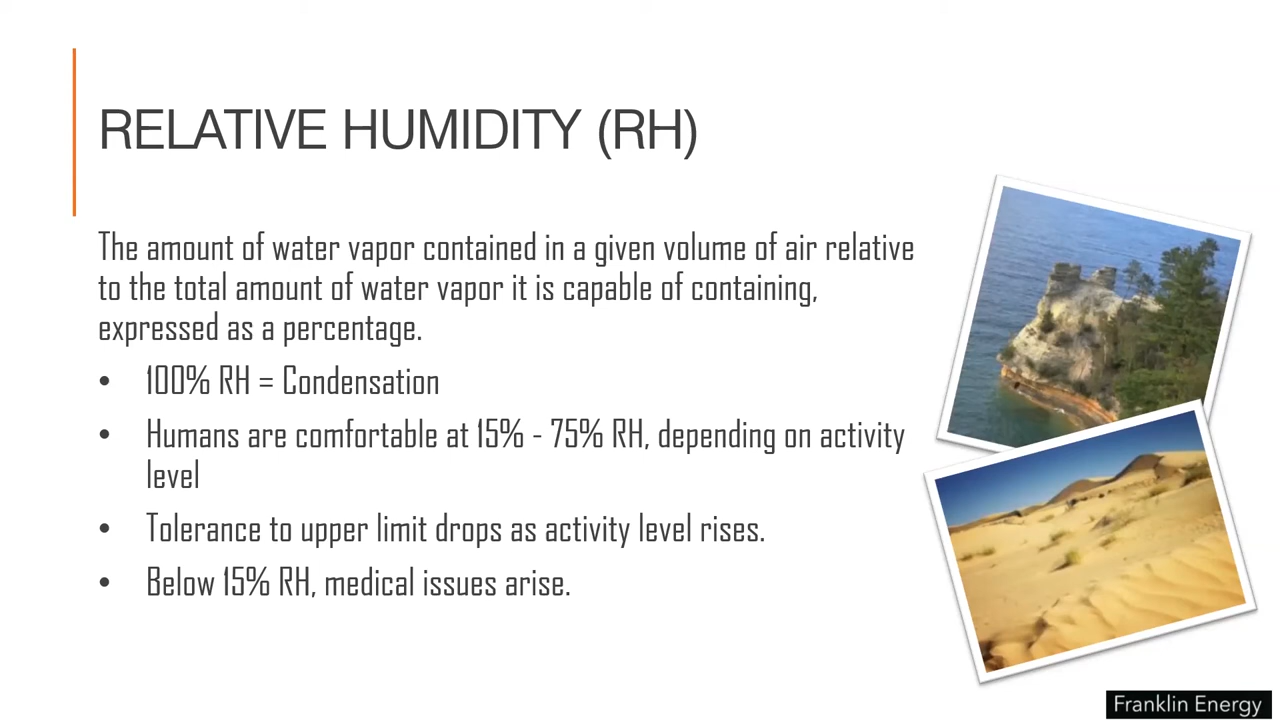 RELATIVE HUMIDITY (RH)
The amount of water vapor contained in a given volume of air relative
to the total amount of water vapor it is capable of containing,
expressed as a percentage.
• 100% RH = Condensation
• Humans are comfortable at 15% - 75% RH, depending on activity
level
• Tolerance to upper limit drops as activity level rises.
• Below 15% RH, medical issues arise.
Franklin Energy